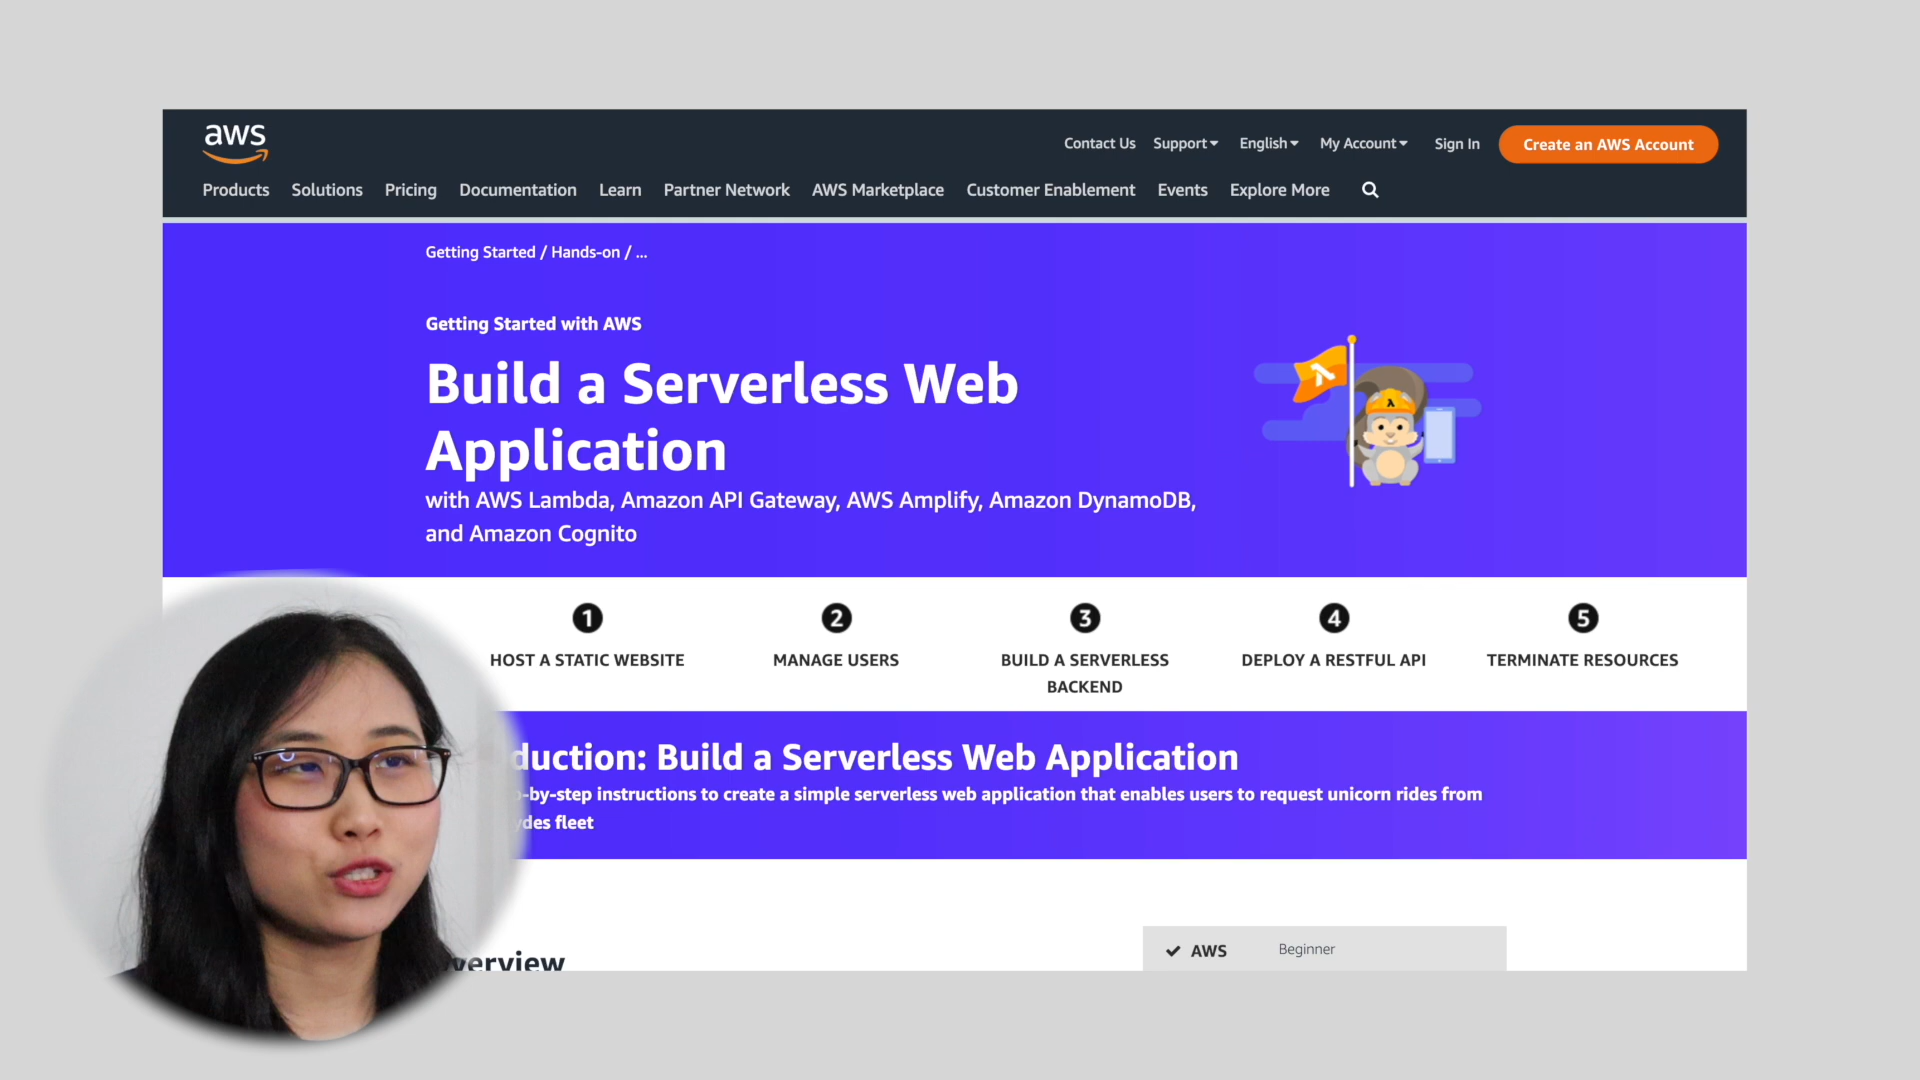 aws
Contact Us Support English My Account Sign In Create an AWS Account
Products Solutions Pricing Documentation Learn Partner Network AWS Marketplace Customer Enablement Events Explore More
Getting Started / Hands-on / ...
Getting Started with AWS
Build a Serverless Web
Application
with AWS Lambda, Amazon API Gateway, AWS Amplify, Amazon DynamoDB,
and Amazon Cognito
1 2 3 4 5
HOST A STATIC WEBSITE MANAGE USERS BUILD A SERVERLESS DEPLOY A RESTFUL API TERMINATE RESOURCES
BACKEND
duction: Build a Serverless Web Application
-by-step instructions to create a simple serverless web application that enables users to request unicorn rides from
des fleet
AWS Beginner
verview